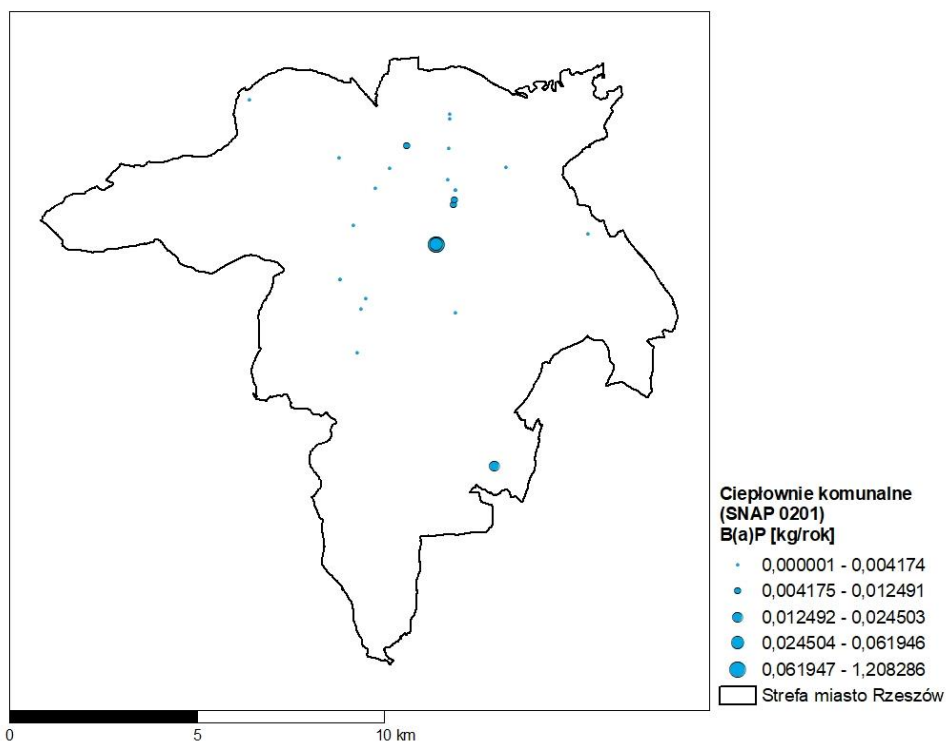 Ciepłownie komunalne
(SNAP 0201)
B(a)P [kg/rok]
0,000001 - 0,004174
0,004175 - 0,012491
0,012492 - 0,024503
0,024504 - 0,061946
0,061947 - 1,208286
Strefa miasto Rzeszów
0 5 10 km